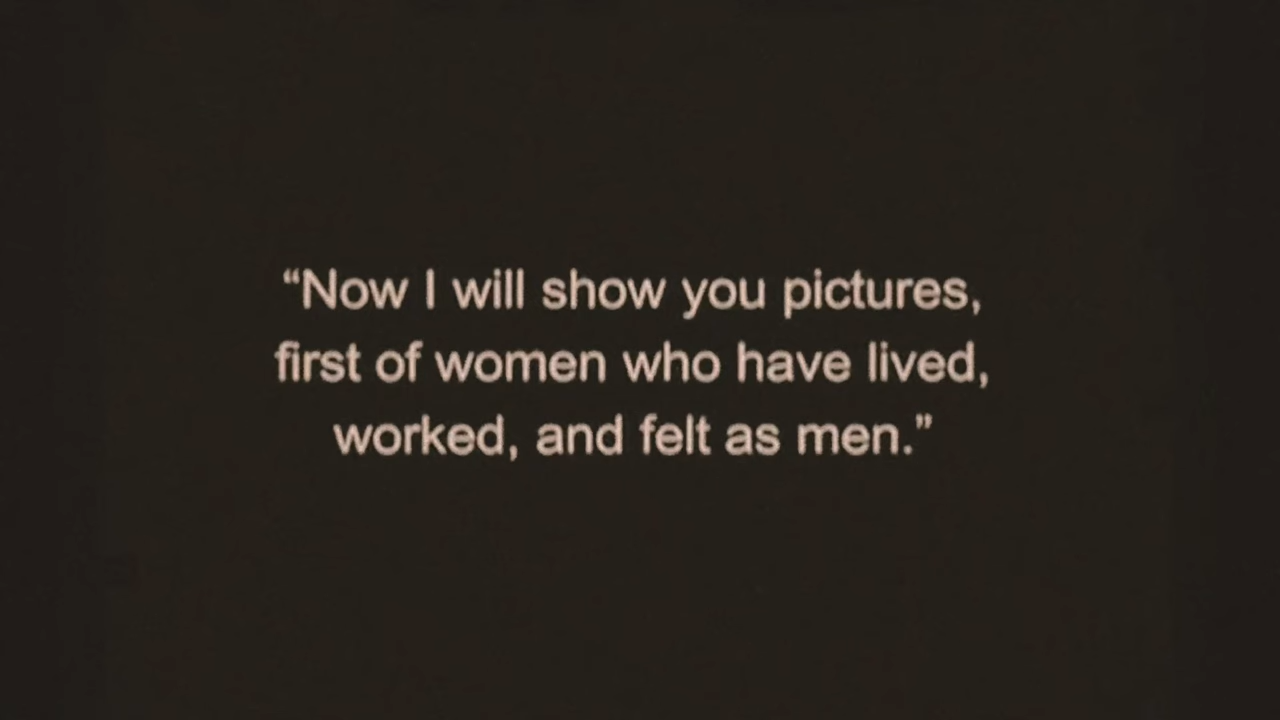 “Now I will show you pictures,
first of women who have lived,
worked, and felt as men.”